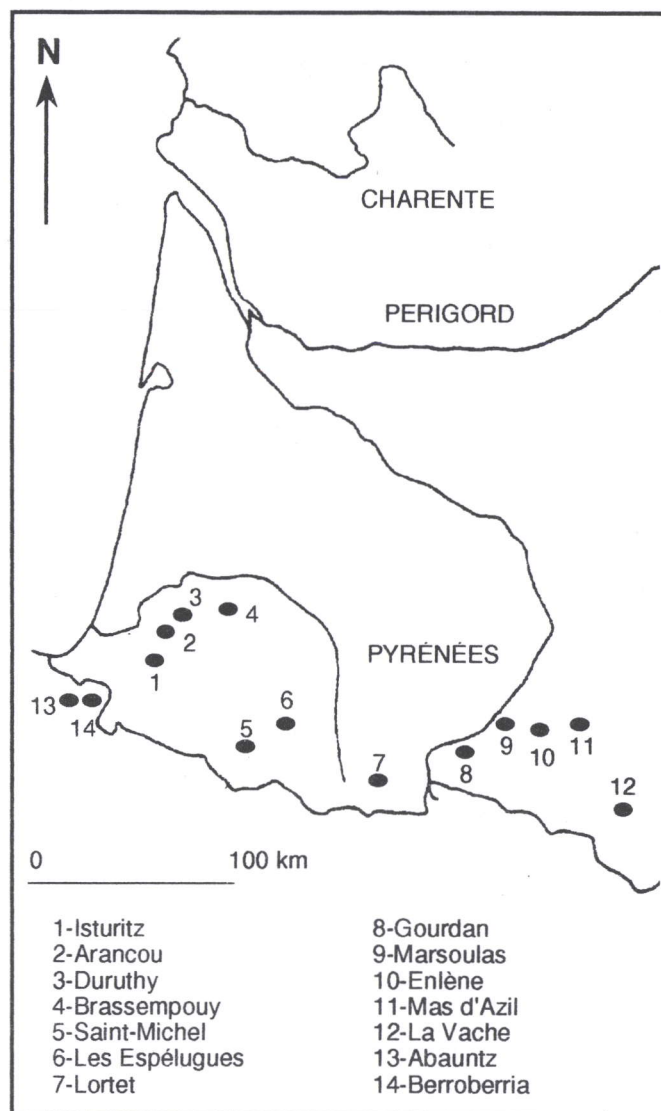 N
CHARENTE
PERIGORD
3
4
2
PYRÉNÉES
1
6
13
14
5
9
10
11
7
8
12
0 100 km
1-Isturitz
2-Arancou
3-Duruthy
4-Brassempouy
5-Saint-Michel
6-Les Espélugues
7-Lortet
8-Gourdan
9-Marsoulas
10-Enlène
11-Mas d'Azil
12-La Vache
13-Abauntz
14-Berroberria